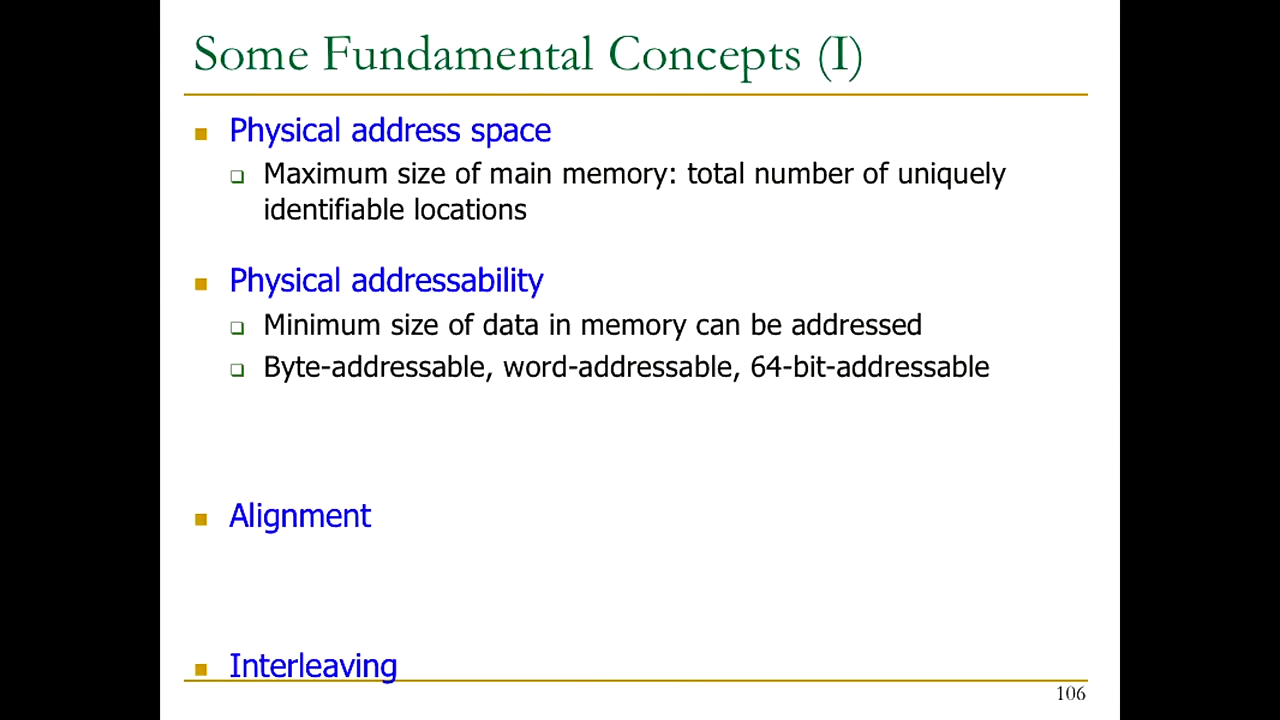 Some Fundamental Concepts (I)
Physical address space
Maximum size of main memory: total number of uniquely
identifiable locations
Physical addressability
Minimum size of data in memory can be addressed
Byte-addressable, word-addressable, 64-bit-addressable
Alignment
Interleaving
106